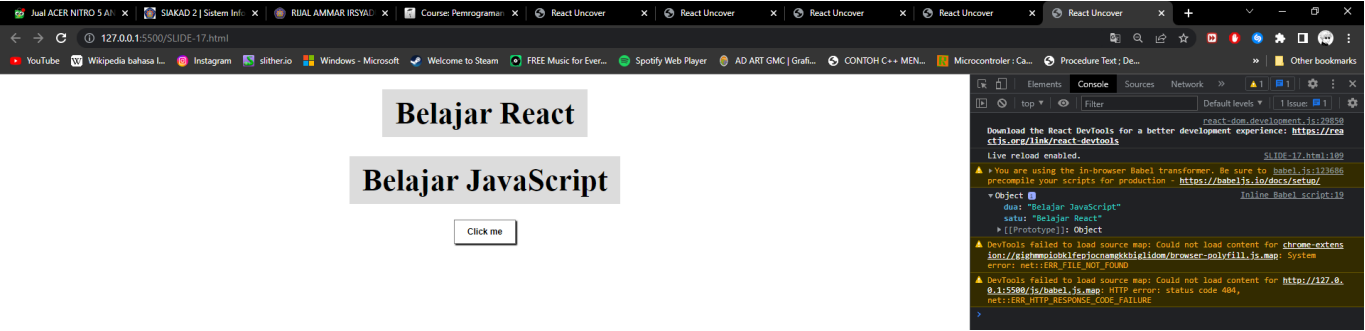 Jual ACER NITRO 5 AN
SIAKAD 2 | Sistem Info
RIJAL AMMAR IRSYAD
Course: Pemrograman
React Uncover
React Uncover
React Uncover
React Uncover
React Uncover
127.0.0.1:5500/SLIDE-17.html
YouTube
Wikipedia bahasa I...
Instagram
slither.io
Windows - Microsoft
Welcome to Steam
FREE Music for Ever...
Spotify Web Player
AD ART GMC | Grafi...
CONTOH C++ MEN...
Microcontroler : Ca...
Procedure Text ; De...
»
Other bookmarks
Belajar React
Belajar JavaScript
Click me
Elements Console Sources Network » 1 1
top ▼ Filter Default levels ▼ 1 Issue: 1
react-dom.development.js:29850
Download the React DevTools for a better development experience: https://rea
ctjs.org/link/react-devtools
Live reload enabled. SLIDE-17.html:109
You are using the in-browser Babel transformer. Be sure to babel.js:123686
precompile your scripts for production - https://babeljs.io/docs/setup/
Object Inline Babel script:19
dua: "Belajar JavaScript"
satu: "Belajar React"
[[Prototype]]: Object
DevTools failed to load source map: Could not load content for chrome-exten
sion://gighmmpiobklfepjocnamgkkbiglidom/browser-polyfill.js.map: System
error: net::ERR_FILE_NOT_FOUND
DevTools failed to load source map: Could not load content for http://127.0.
0.1:5500/js/babel.js.map: HTTP error: status code 404,
net::ERR_HTTP_RESPONSE_CODE_FAILURE